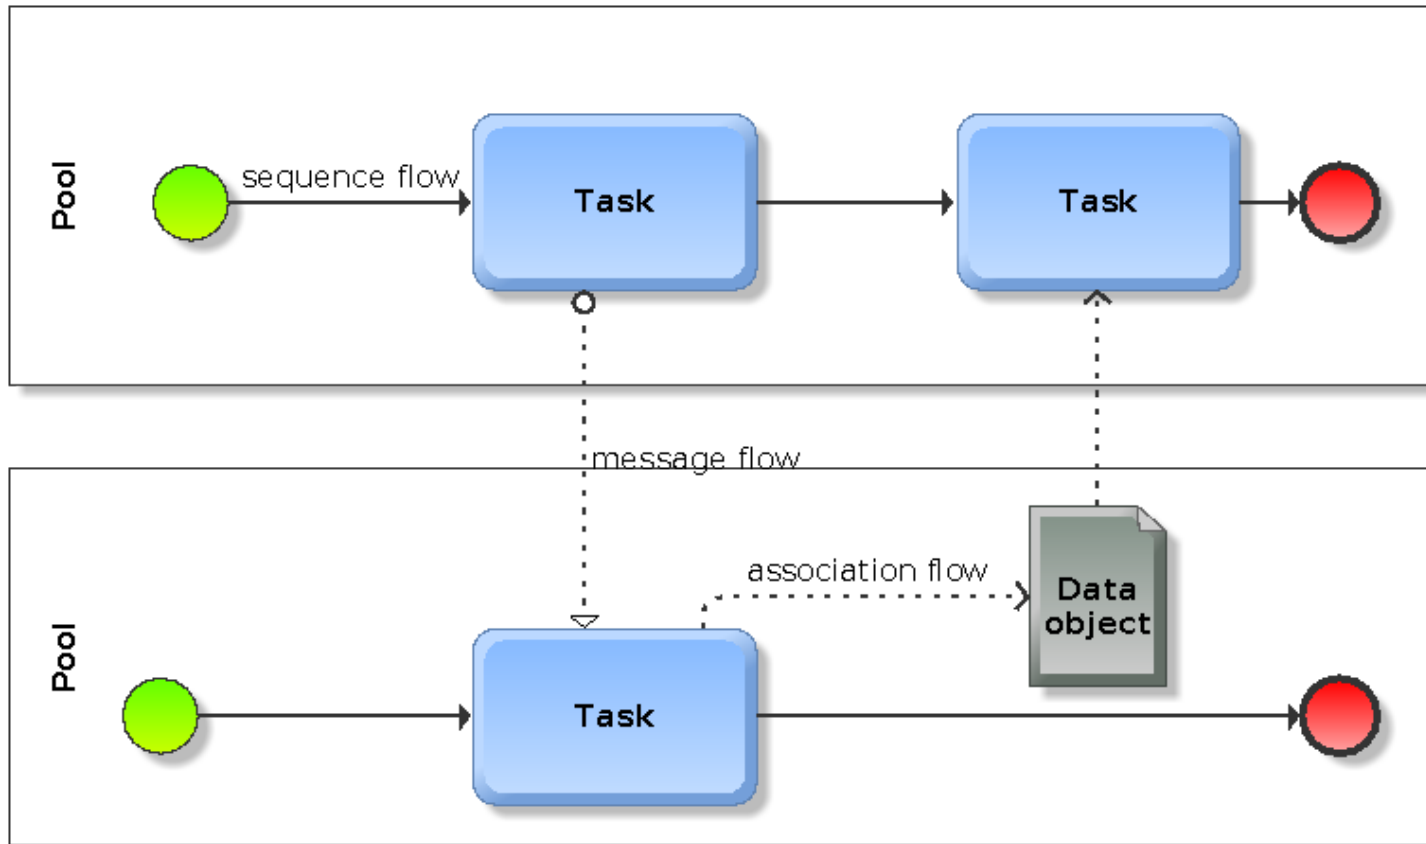 Pool
sequence flow
Task
Task
message flow
Pool
association flow
Data
object
Task